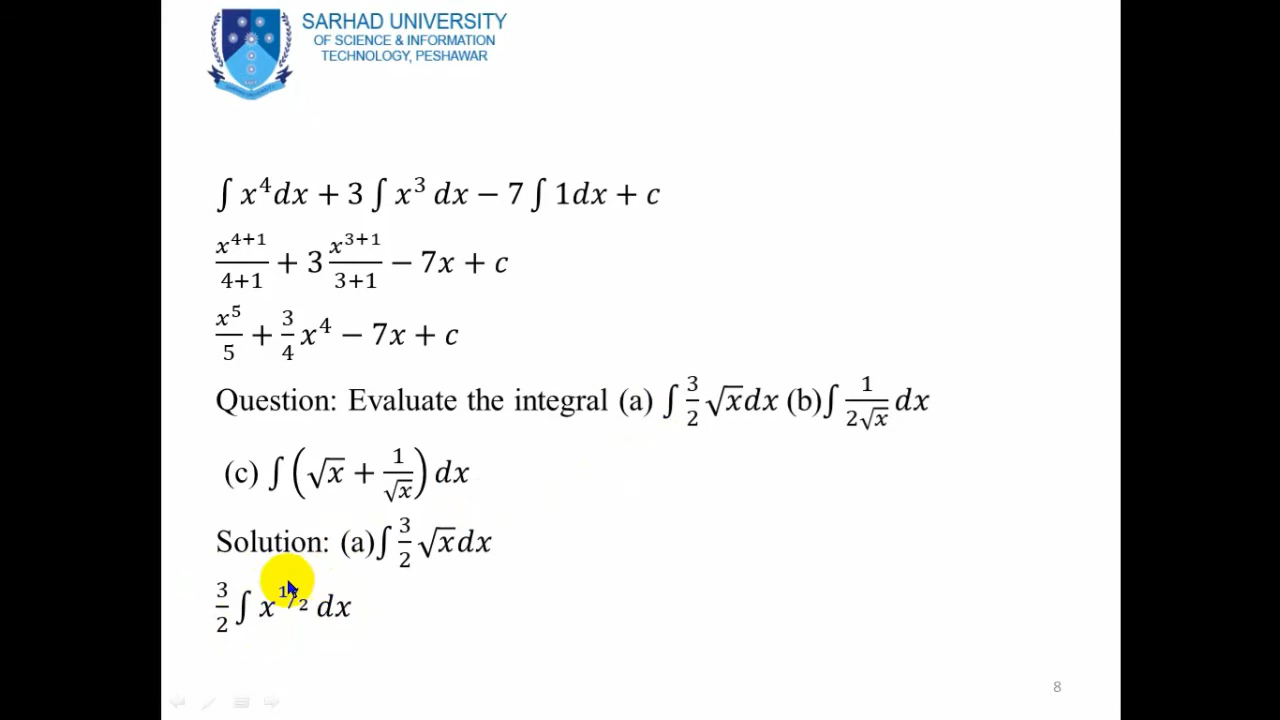 SARHAD UNIVERSITY
OF SCIENCE & INFORMATION
TECHNOLOGY, PESHAWAR
∫ x⁴dx + 3 ∫ x³ dx − 7 ∫ 1dx + c
x⁴⁺¹/4+1 + 3 x³⁺¹/3+1 − 7x + c
x⁵/5 + 3/4 x⁴ − 7x + c
Question: Evaluate the integral (a) ∫ 3/2 √x dx (b)∫ 1/2√x dx
(c) ∫ (√x + 1/√x) dx
Solution: (a)∫ 3/2 √x dx
3/2 ∫ x^1/2 dx
8